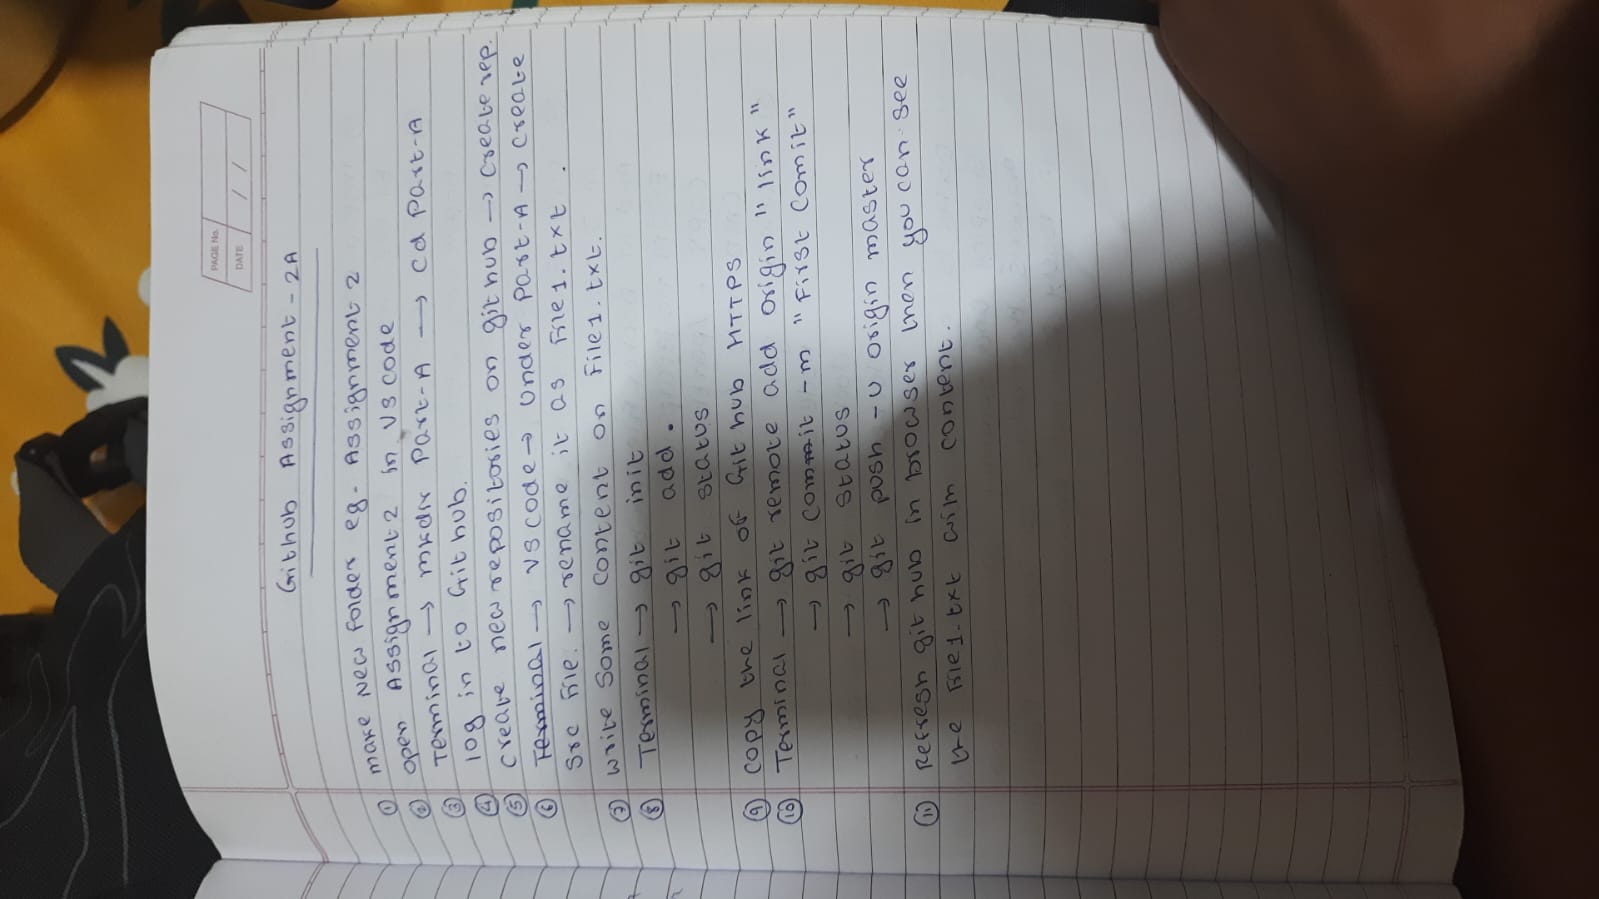 PAGE No.
DATE / /
Github Assignment-2A
① make New folder eg. Assignment 2
② open Assignment 2 in VS code
③ Terminal → mkdir Part-A → cd Part-A
④ log in to Github.
⑤ create new repositories on github → create rep.
⑥ Terminal → VS code → under Part-A → create
Src file. → rename it as File1.txt .
⑦ write Some content on File1.txt.
⑧ Terminal → git init
→ git add .
→ git status
⑨ copy the link of Git hub HTTPS
⑩ Terminal → git remote add origin "link"
→ git commit -m "First Comit"
→ git status
→ git push -u origin master
⑪ Refresh git hub in browser then you can see
the File1.txt with content.